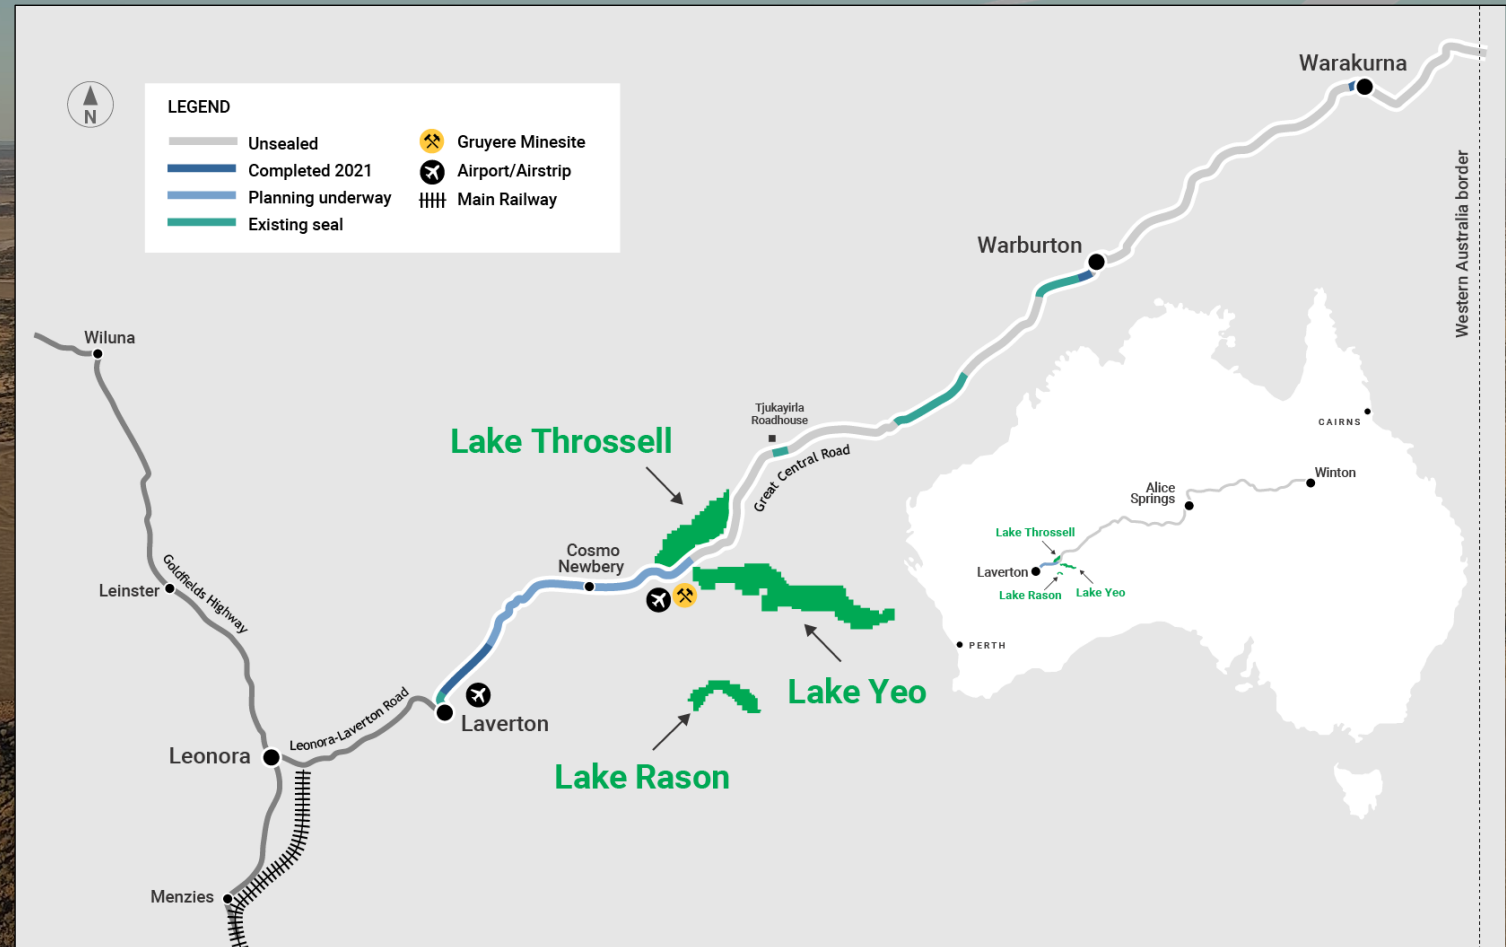 Warakurna
N
LEGEND
Unsealed
Completed 2021
Planning underway
Existing seal
Gruyere Minesite
Airport/Airstrip
Main Railway
Western Australia border
Warburton
Wiluna
Tjukayirla
Roadhouse
Great Central Road
Lake Throssell
CAIRNS
Winton
Alice
Springs
Lake Throssell
Laverton
Lake Rason
Lake Yeo
PERTH
Cosmo
Newbery
Leinster
Goldfields Highway
Lake Yeo
Leonora-Laverton Road
Laverton
Leonora
Lake Rason
Menzies